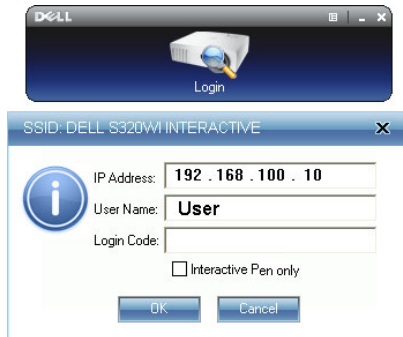 DELL
Login
SSID: DELL S320WI INTERACTIVE
IP Address: 192 . 168 . 100 . 10
User Name: User
Login Code:
Interactive Pen only
OK Cancel